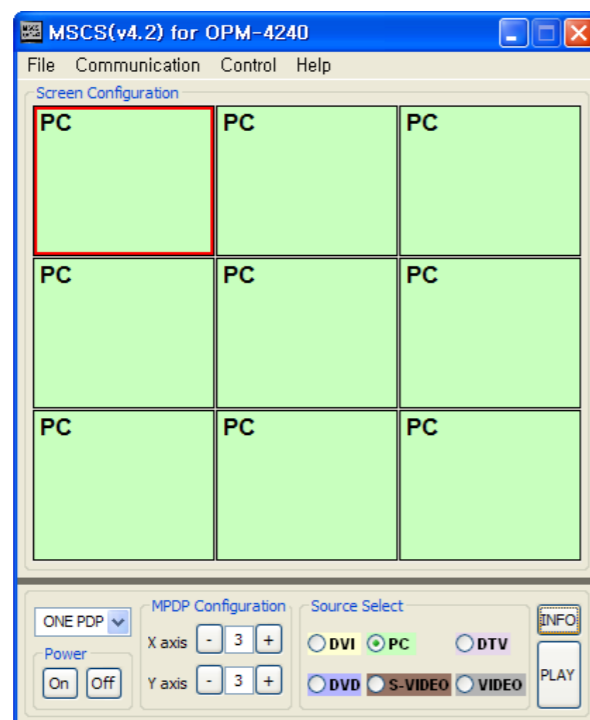 MSCS(v4.2) for OPM-4240
File Communication Control Help
Screen Configuration
PC PC PC
PC PC PC
PC PC PC
ONE PDP
Power
On Off
MPDP Configuration
X axis - 3 +
Y axis - 3 +
Source Select
DVI PC DTV
DVD S-VIDEO VIDEO
INFO
PLAY